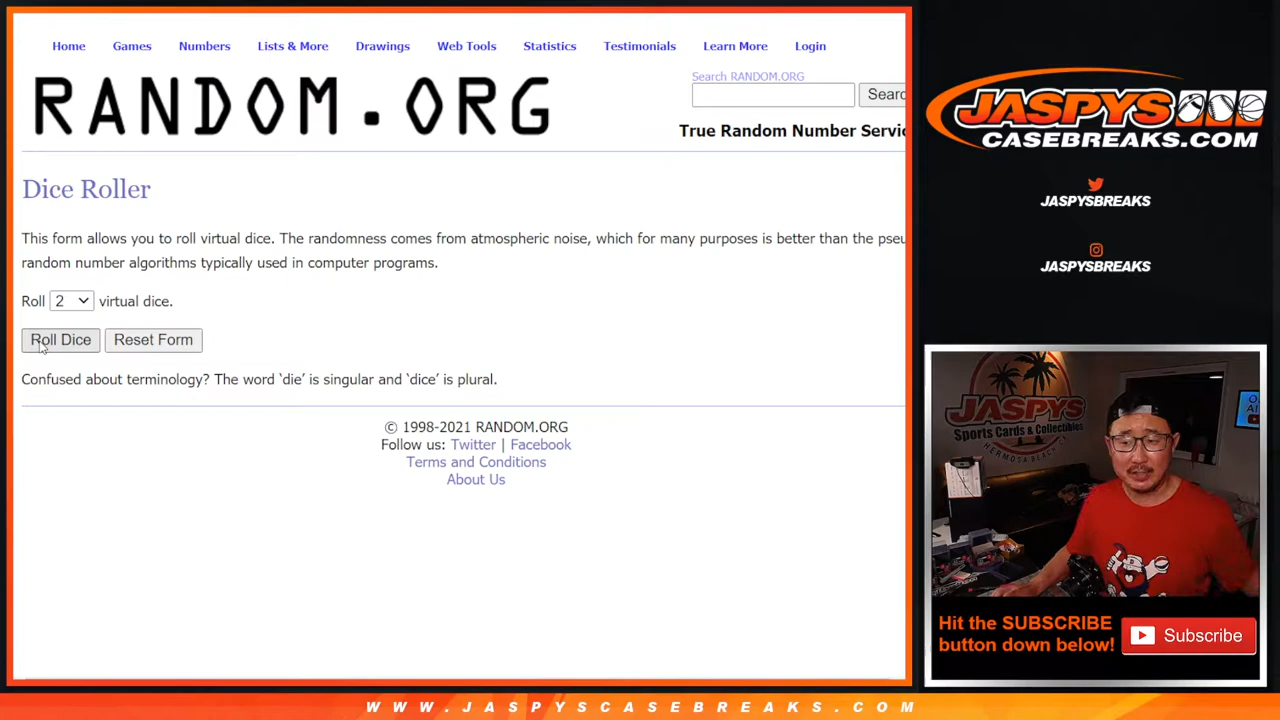 Home Games Numbers Lists & More Drawings Web Tools Statistics Testimonials Learn More Login
RANDOM.ORG
Search RANDOM.ORG
Searc
True Random Number Servic
Dice Roller
This form allows you to roll virtual dice. The randomness comes from atmospheric noise, which for many purposes is better than the pseu
random number algorithms typically used in computer programs.
Roll 2 virtual dice.
Roll Dice Reset Form
Confused about terminology? The word ‘die’ is singular and ‘dice’ is plural.
© 1998-2021 RANDOM.ORG
Follow us: Twitter | Facebook
Terms and Conditions
About Us
JASPYS
CASEBREAKS.COM
JASPYSBREAKS
JASPYSBREAKS
JASPYS
Sports Cards & Collectibles
HERMOSA BEACH, CA
Hit the SUBSCRIBE
button down below!
Subscribe
WWW.JASPYSCASEBREAKS.COM